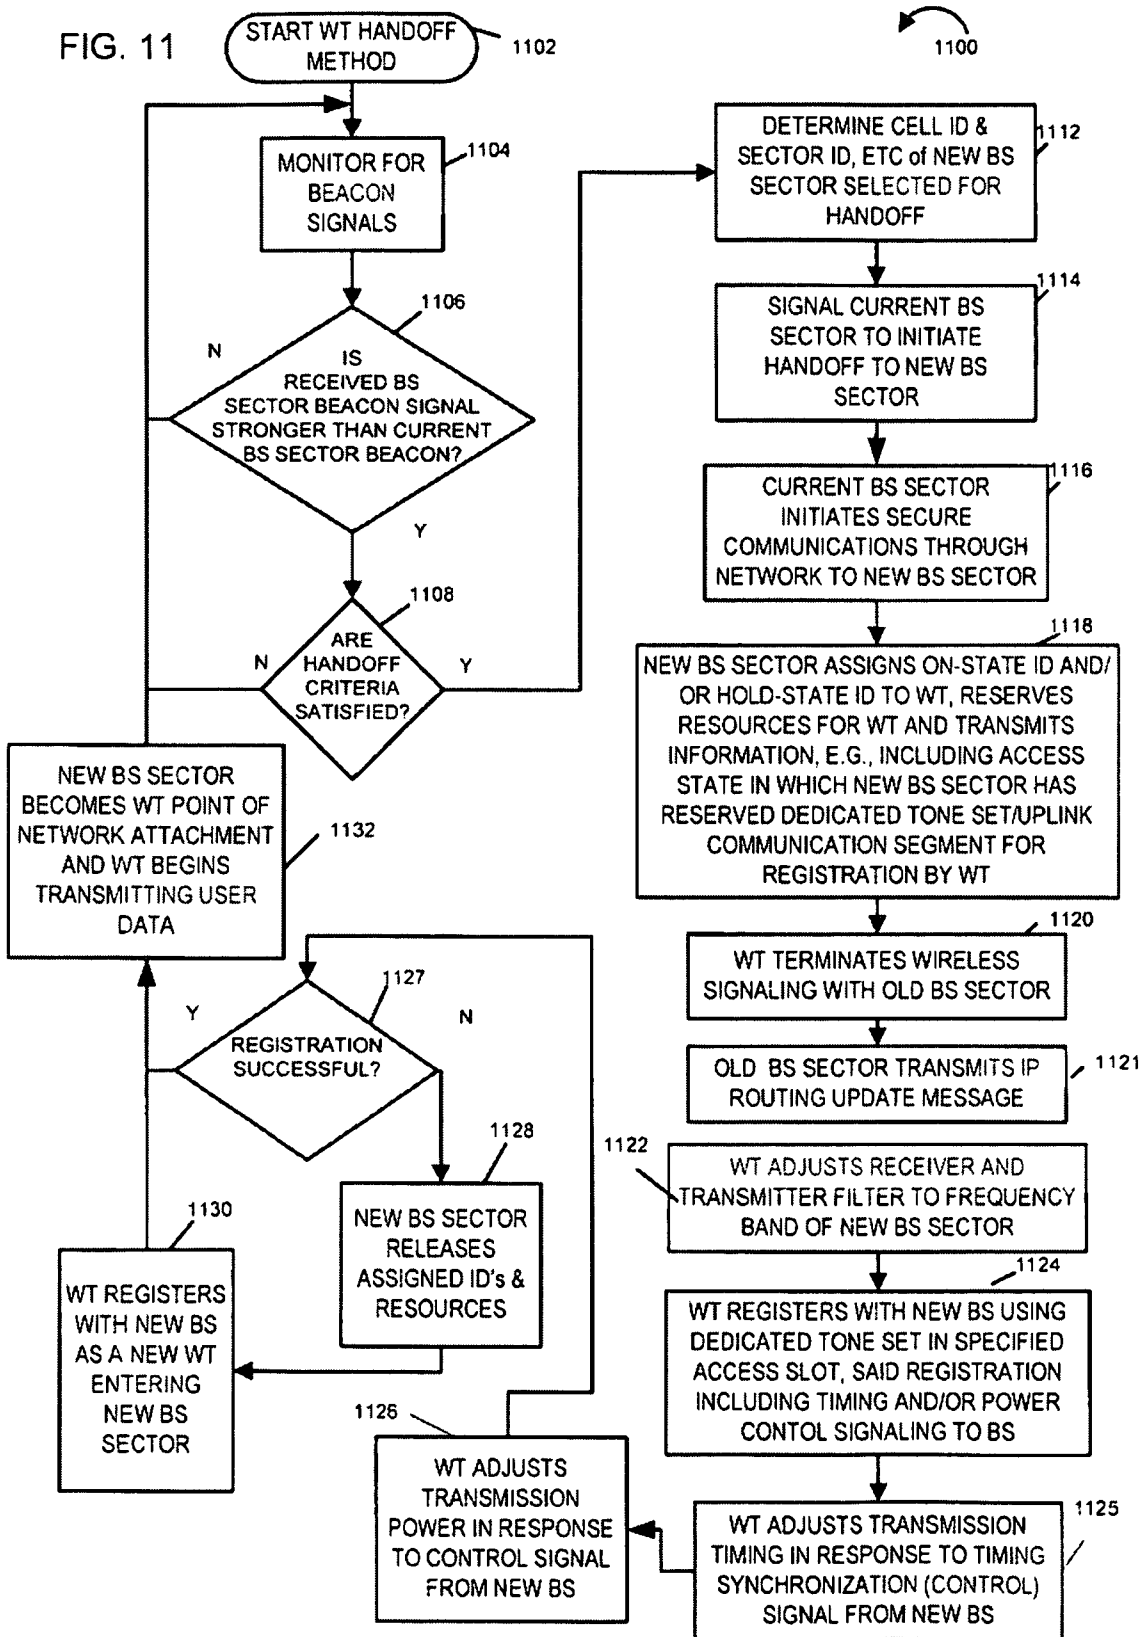 FIG. 11
START WT HANDOFF
METHOD
1102
1100
MONITOR FOR
BEACON
SIGNALS
1104
1106
N
IS
RECEIVED BS
SECTOR BEACON SIGNAL
STRONGER THAN CURRENT
BS SECTOR BEACON?
Y
1108
N
ARE
HANDOFF
CRITERIA
SATISFIED?
Y
DETERMINE CELL ID &
SECTOR ID, ETC of NEW BS
SECTOR SELECTED FOR
HANDOFF
1112
1114
SIGNAL CURRENT BS
SECTOR TO INITIATE
HANDOFF TO NEW BS
SECTOR
1116
CURRENT BS SECTOR
INITIATES SECURE
COMMUNICATIONS THROUGH
NETWORK TO NEW BS SECTOR
1118
NEW BS SECTOR ASSIGNS ON-STATE ID AND/
OR HOLD-STATE ID TO WT, RESERVES
RESOURCES FOR WT AND TRANSMITS
INFORMATION, E.G., INCLUDING ACCESS
STATE IN WHICH NEW BS SECTOR HAS
RESERVED DEDICATED TONE SET/UPLINK
COMMUNICATION SEGMENT FOR
REGISTRATION BY WT
1120
WT TERMINATES WIRELESS
SIGNALING WITH OLD BS SECTOR
OLD BS SECTOR TRANSMITS IP
ROUTING UPDATE MESSAGE
1121
1122
WT ADJUSTS RECEIVER AND
TRANSMITTER FILTER TO FREQUENCY
BAND OF NEW BS SECTOR
1124
WT REGISTERS WITH NEW BS USING
DEDICATED TONE SET IN SPECIFIED
ACCESS SLOT, SAID REGISTRATION
INCLUDING TIMING AND/OR POWER
CONTOL SIGNALING TO BS
1125
WT ADJUSTS TRANSMISSION
TIMING IN RESPONSE TO TIMING
SYNCHRONIZATION (CONTROL)
SIGNAL FROM NEW BS
1126
WT ADJUSTS
TRANSMISSION
POWER IN RESPONSE
TO CONTROL SIGNAL
FROM NEW BS
1127
Y
N
REGISTRATION
SUCCESSFUL?
1128
NEW BS SECTOR
RELEASES
ASSIGNED ID's &
RESOURCES
1130
WT REGISTERS
WITH NEW BS
AS A NEW WT
ENTERING
NEW BS
SECTOR
NEW BS SECTOR
BECOMES WT POINT OF
NETWORK ATTACHMENT
AND WT BEGINS
TRANSMITTING USER
DATA
1132